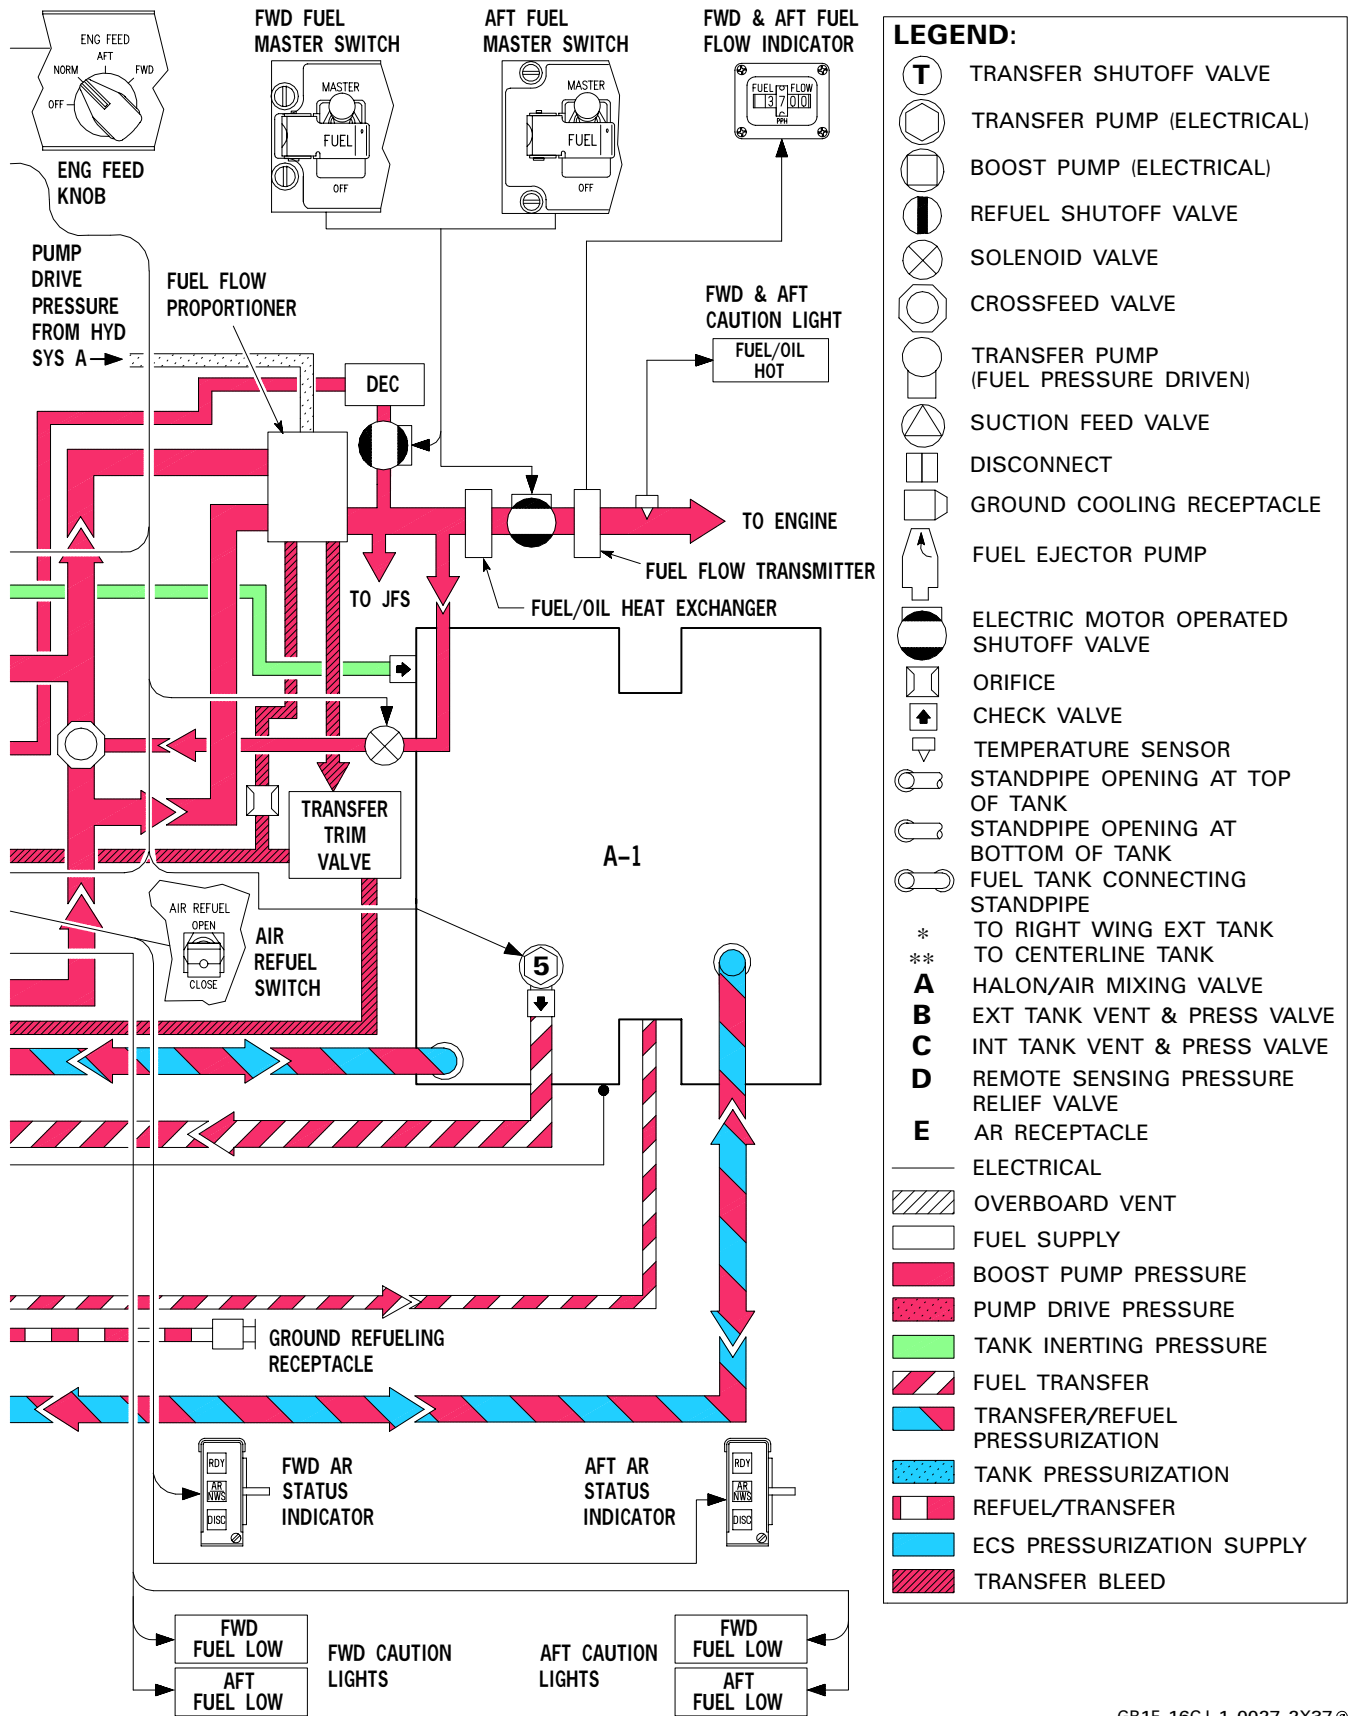 ENG FEED
AFT
NORM
FWD
OFF
ENG FEED
KNOB
FWD FUEL
MASTER SWITCH
MASTER
FUEL
OFF
AFT FUEL
MASTER SWITCH
MASTER
FUEL
OFF
FWD & AFT FUEL
FLOW INDICATOR
FUEL FLOW
3700
PPH
PUMP
DRIVE
PRESSURE
FROM HYD
SYS A
FUEL FLOW
PROPORTIONER
DEC
FWD & AFT
CAUTION LIGHT
FUEL/OIL
HOT
TO ENGINE
FUEL FLOW TRANSMITTER
TO JFS
FUEL/OIL HEAT EXCHANGER
TRANSFER
TRIM
VALVE
A-1
AIR REFUEL
OPEN
CLOSE
AIR
REFUEL
SWITCH
5
GROUND REFUELING
RECEPTACLE
RDY
AR
NWS
DISC
FWD AR
STATUS
INDICATOR
AFT AR
STATUS
INDICATOR
RDY
AR
NWS
DISC
FWD
FUEL LOW
AFT
FUEL LOW
FWD CAUTION
LIGHTS
AFT CAUTION
LIGHTS
FWD
FUEL LOW
AFT
FUEL LOW
LEGEND:
T TRANSFER SHUTOFF VALVE
TRANSFER PUMP (ELECTRICAL)
BOOST PUMP (ELECTRICAL)
REFUEL SHUTOFF VALVE
SOLENOID VALVE
CROSSFEED VALVE
TRANSFER PUMP
(FUEL PRESSURE DRIVEN)
SUCTION FEED VALVE
DISCONNECT
GROUND COOLING RECEPTACLE
FUEL EJECTOR PUMP
ELECTRIC MOTOR OPERATED
SHUTOFF VALVE
ORIFICE
CHECK VALVE
TEMPERATURE SENSOR
STANDPIPE OPENING AT TOP
OF TANK
STANDPIPE OPENING AT
BOTTOM OF TANK
FUEL TANK CONNECTING
STANDPIPE
* TO RIGHT WING EXT TANK
** TO CENTERLINE TANK
A HALON/AIR MIXING VALVE
B EXT TANK VENT & PRESS VALVE
C INT TANK VENT & PRESS VALVE
D REMOTE SENSING PRESSURE
RELIEF VALVE
E AR RECEPTACLE
ELECTRICAL
OVERBOARD VENT
FUEL SUPPLY
BOOST PUMP PRESSURE
PUMP DRIVE PRESSURE
TANK INERTING PRESSURE
FUEL TRANSFER
TRANSFER/REFUEL
PRESSURIZATION
TANK PRESSURIZATION
REFUEL/TRANSFER
ECS PRESSURIZATION SUPPLY
TRANSFER BLEED